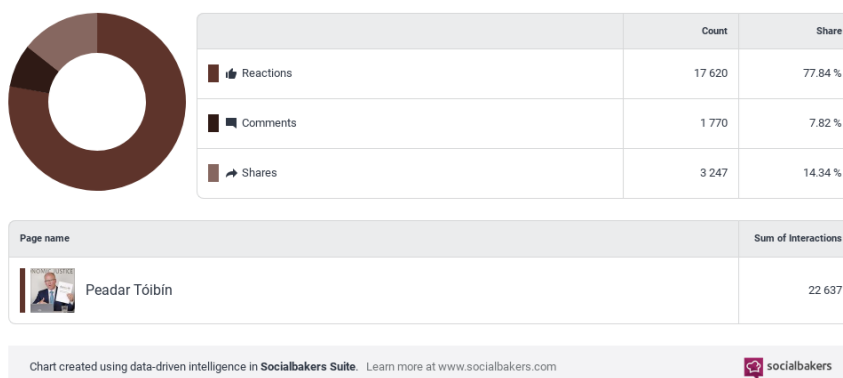 Count Share
Reactions 17 620 77.84 %
Comments 1 770 7.82 %
Shares 3 247 14.34 %
Page name Sum of Interactions
Peadar Tóibín 22 637
Chart created using data-driven intelligence in Socialbakers Suite. Learn more at www.socialbakers.com
socialbakers